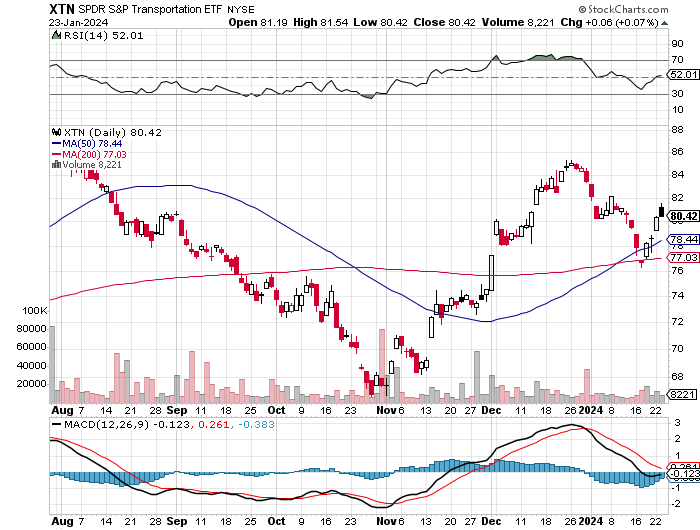 XTN SPDR S&P Transportation ETF NYSE © StockCharts.com
23-Jan-2024 Open 81.19 High 81.54 Low 80.42 Close 80.42 Volume 8,221 Chg +0.06 (+0.07%)
RSI(14) 52.01
90
70
52.01
30
10
XTN (Daily) 80.42
MA(50) 78.44
MA(200) 77.03
Volume 8,221
88
86
84
82
80.42
78.44
77.03
76
74
72
70
68
100K
80000
60000
40000
20000
8221
Aug 7 14 21 28 Sep 11 18 25 Oct 9 16 23 Nov 6 13 20 27 Dec 11 18 26 2024 8 16 22
MACD(12,26,9) -0.123, 0.261, -0.383
3
2
1
0.261
-0.123
-1
-2
Aug 7 14 21 28 Sep 11 18 25 Oct 9 16 23 Nov 6 13 20 27 Dec 11 18 26 2024 8 16 22